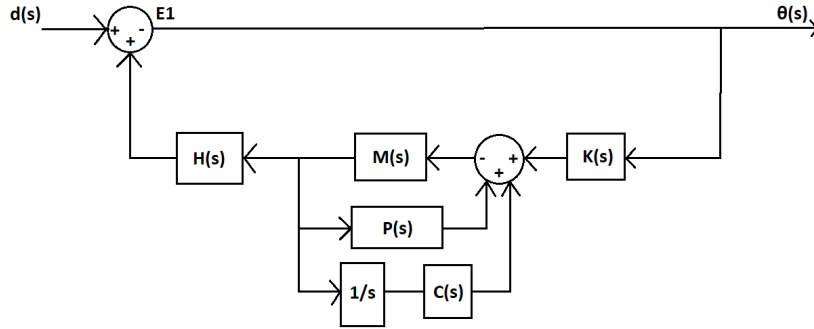 d(s) E1 θ(s)
+ -
+
H(s) M(s) - + K(s)
+
P(s)
1/s C(s)